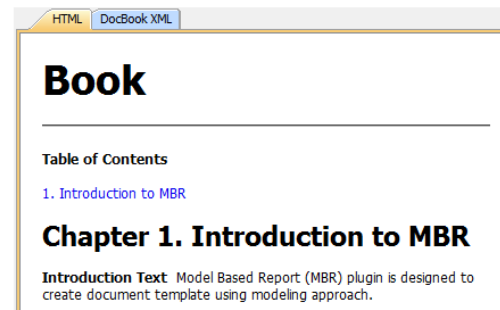 HTML DocBook XML
Book
Table of Contents
1. Introduction to MBR
Chapter 1. Introduction to MBR
Introduction Text Model Based Report (MBR) plugin is designed to
create document template using modeling approach.